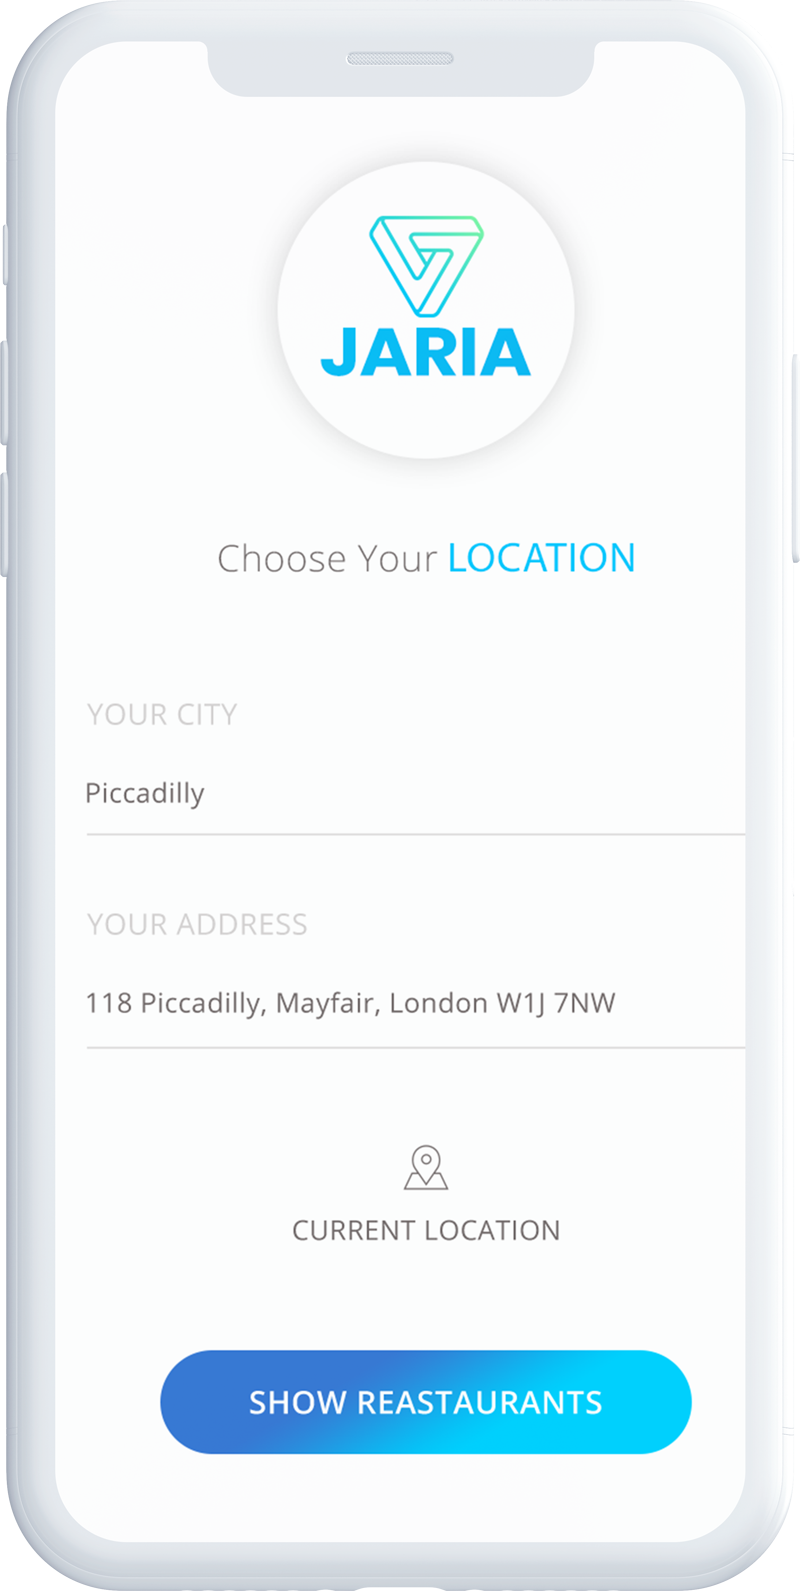 JARIA
Choose Your LOCATION
YOUR CITY
Piccadilly
YOUR ADDRESS
118 Piccadilly, Mayfair, London W1J 7NW
CURRENT LOCATION
SHOW REASTAURANTS